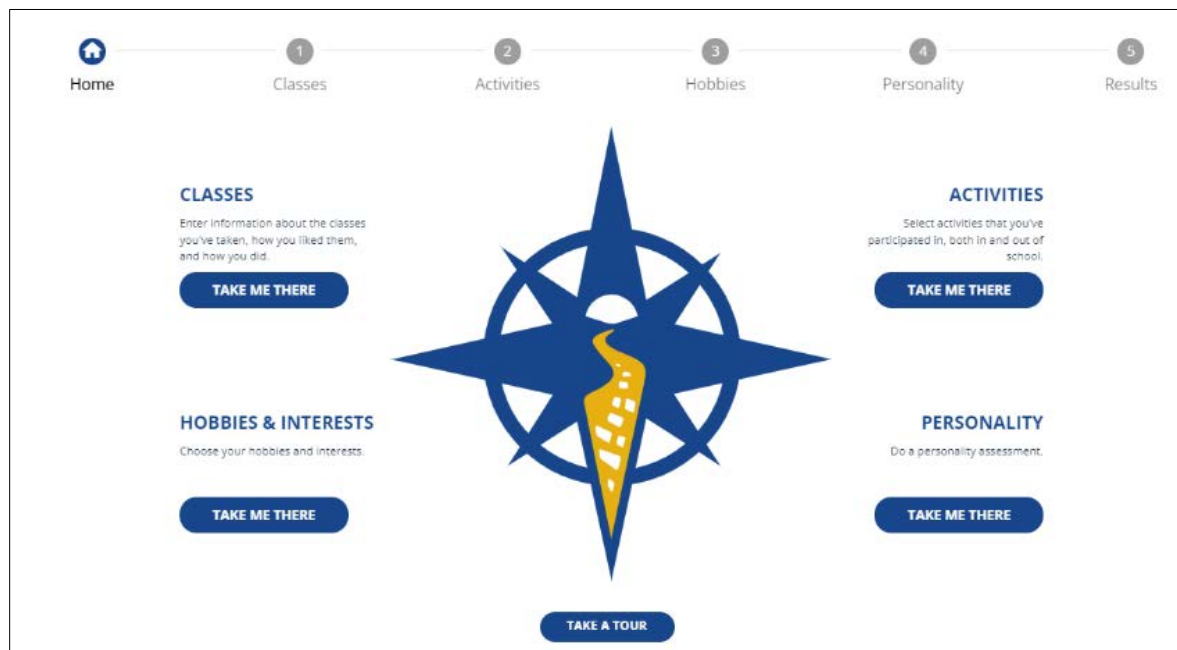 1
2
3
4
5
Home
Classes
Activities
Hobbies
Personality
Results
CLASSES
Enter information about the classes
you've taken, how you liked them,
and how you did.
TAKE ME THERE
ACTIVITIES
Select activities that you've
participated in, both in and out of
school.
TAKE ME THERE
HOBBIES & INTERESTS
Choose your hobbies and interests.
TAKE ME THERE
PERSONALITY
Do a personality assessment.
TAKE ME THERE
TAKE A TOUR